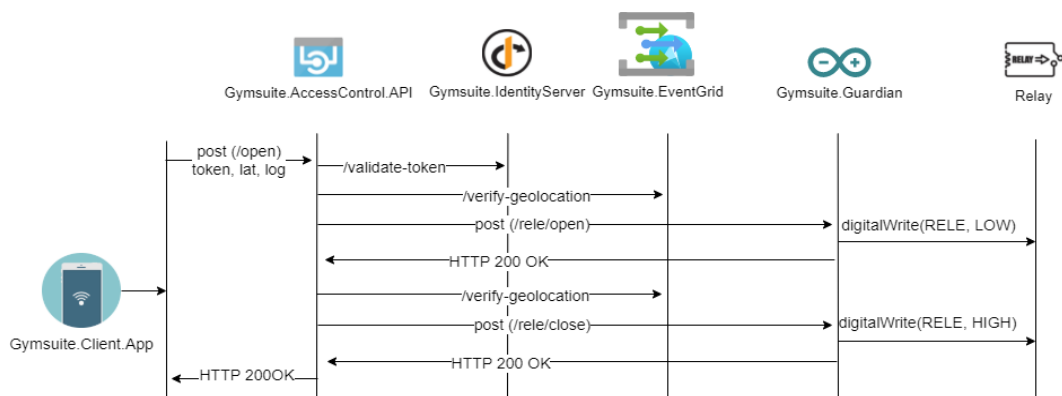 RELAY
Gymsuite.AccessControl.API
Gymsuite.IdentityServer
Gymsuite.EventGrid
Gymsuite.Guardian
Relay
post (/open)
token, lat, log
/validate-token
/verify-geolocation
post (/rele/open)
digitalWrite(RELE, LOW)
HTTP 200 OK
/verify-geolocation
post (/rele/close)
digitalWrite(RELE, HIGH)
Gymsuite.Client.App
HTTP 200 OK
HTTP 200OK